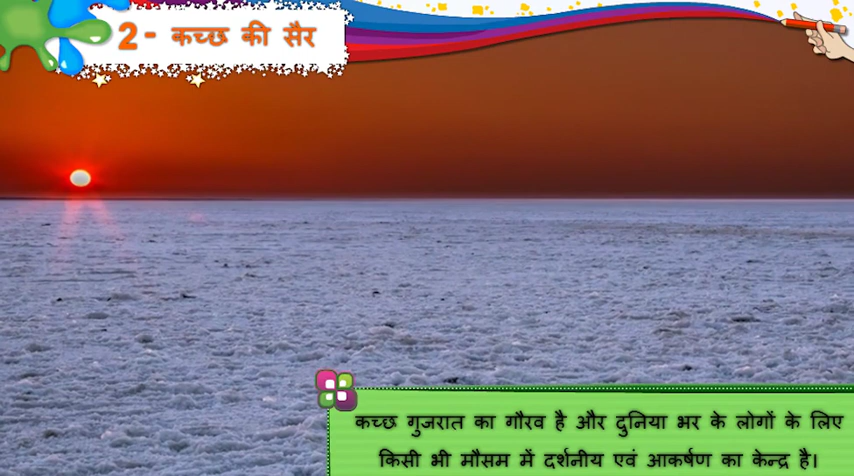 2- कच्छ की सैर
कच्छ गुजरात का गौरव है और दुनिया भर के लोगों के लिए
किसी भी मौसम में दर्शनीय एवं आकर्षण का केन्द्र है।